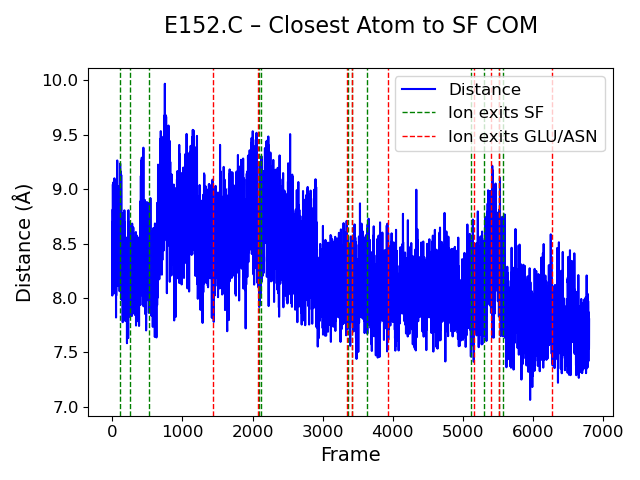 E152.C – Closest Atom to SF COM
10.0
9.5
9.0
8.5
8.0
7.5
7.0
Distance (Å)
Distance
Ion exits SF
Ion exits GLU/ASN
0 1000 2000 3000 4000 5000 6000 7000
Frame